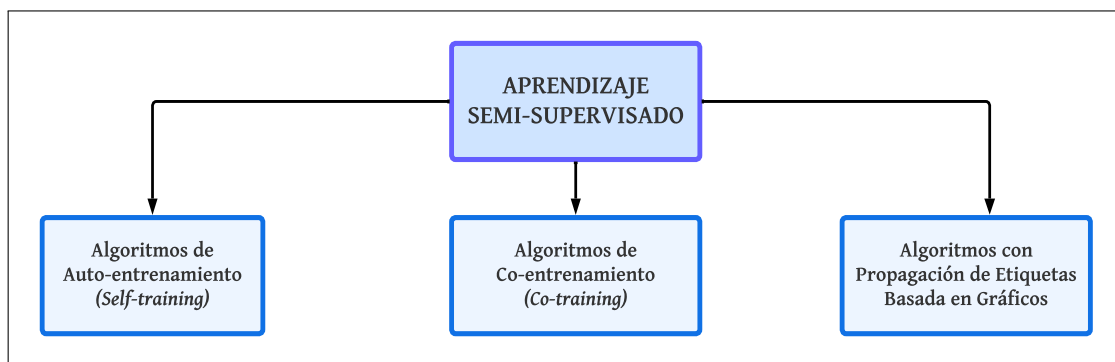 APRENDIZAJE
SEMI-SUPERVISADO
Algoritmos de
Auto-entrenamiento
(Self-training)
Algoritmos de
Co-entrenamiento
(Co-training)
Algoritmos con
Propagación de Etiquetas
Basada en Gráficos